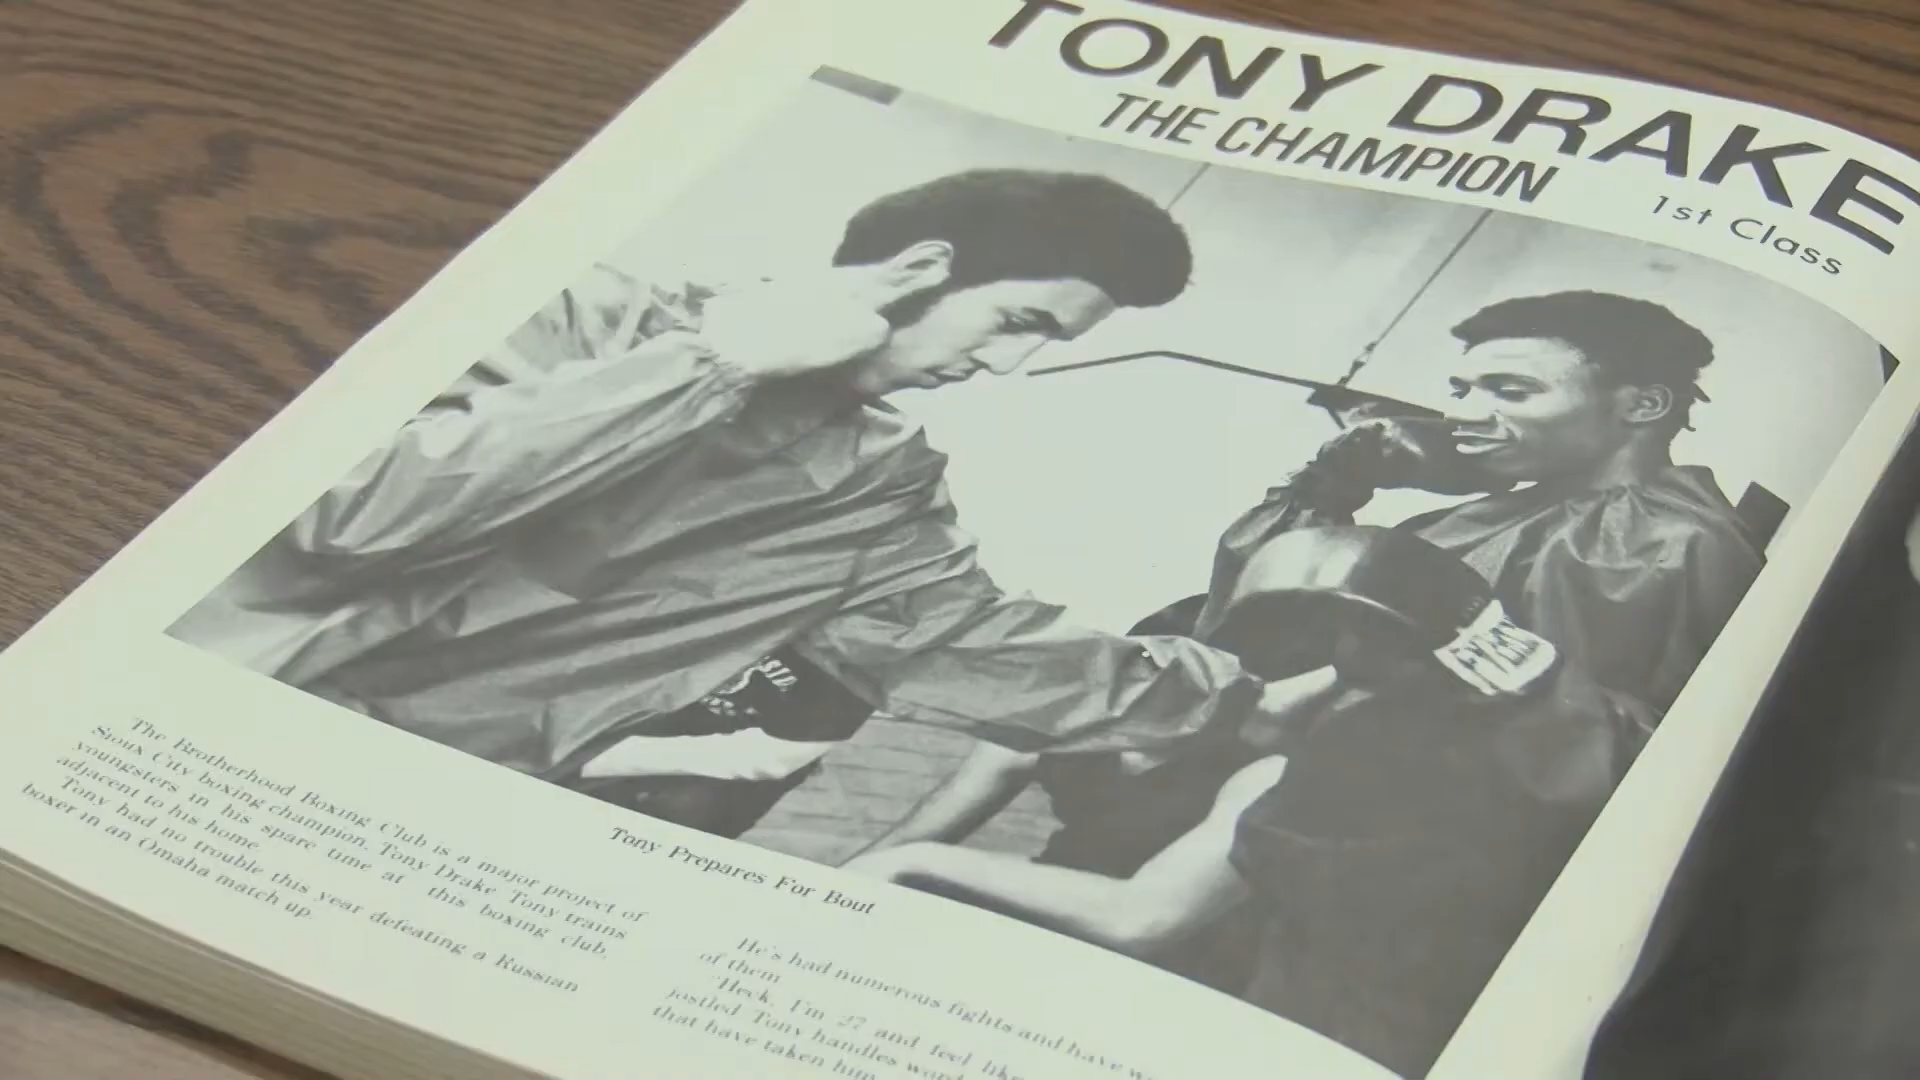 TONY DRAKE
THE CHAMPION
1st Class
Tony Prepares For Bout
The Brotherhood Boxing Club is a major project of
Sioux City boxing champion, Tony Drake Tony trains
youngsters in his spare time at this boxing club,
adjacent to his home.
Tony had no trouble this year defeating a Russian
boxer in an Omaha match up.
He's had numerous fights and have
of them
"Heck, I'm 27 and feel like
jostled Tony handles
that have taken him